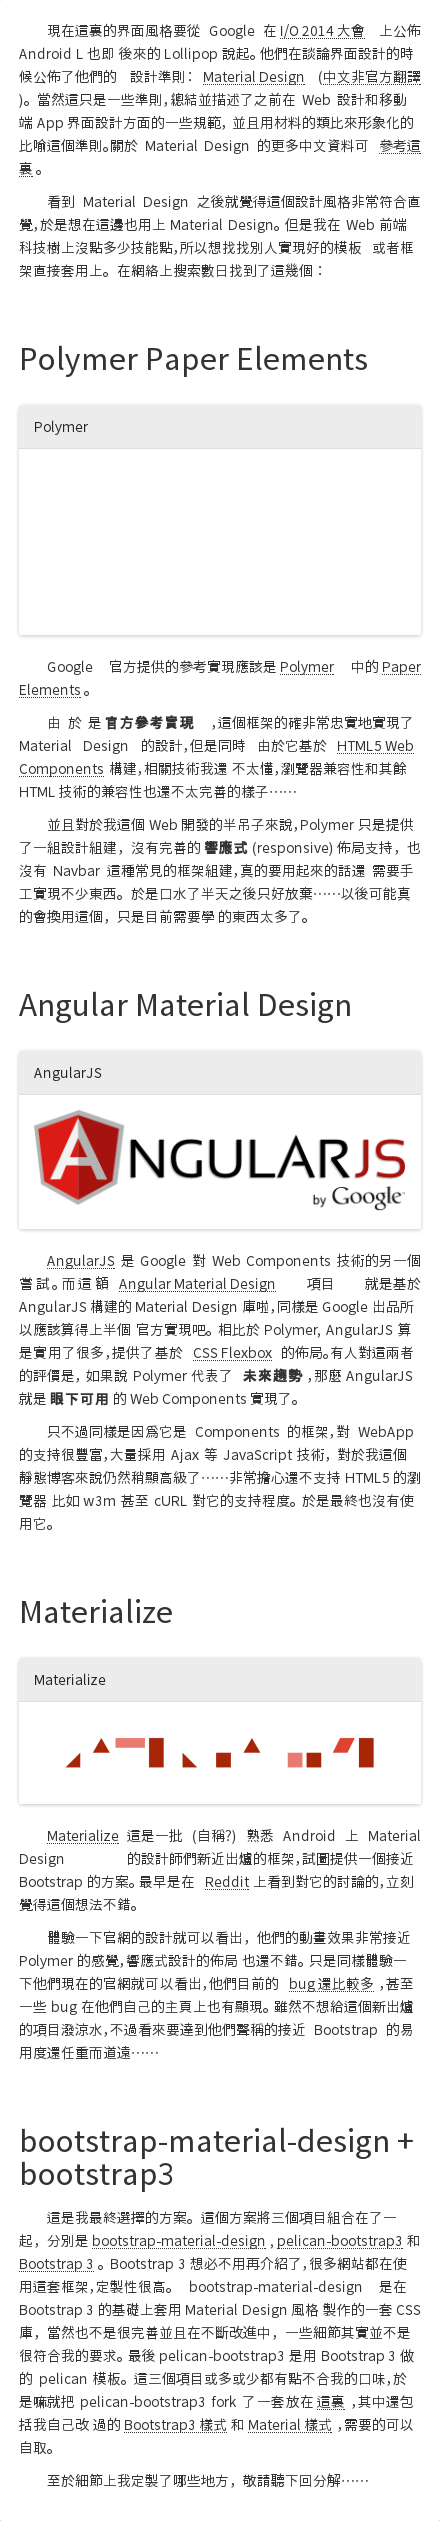 現在這裏的界面風格要從 Google 在 I/O 2014 大會 上公佈
Android L 也即 後來的 Lollipop 說起。他們在談論界面設計的時
候公佈了他們的 設計準則： Material Design （中文非官方翻譯
）。當然這只是一些準則，總結並描述了之前在 Web 設計和移動
端 App 界面設計方面的一些規範，並且用材料的類比來形象化的
比喻這個準則。關於 Material Design 的更多中文資料可 參考這
裏 。
看到 Material Design 之後就覺得這個設計風格非常符合直
覺，於是想在這邊也用上 Material Design。 但是我在 Web 前端
科技樹上沒點多少技能點，所以想找找別人實現好的模板 或者框
架直接套用上。在網絡上搜索數日找到了這幾個：
Polymer Paper Elements
Polymer
Google 官方提供的參考實現應該是 Polymer 中的 Paper
Elements 。
由 於 是 官方參考實現 ，這個框架的確非常忠實地實現了
Material Design 的設計，但是同時 由於它基於 HTML5 Web
Components 構建，相關技術我還 不太懂，瀏覽器兼容性和其餘
HTML 技術的兼容性也還不太完善的樣子……
並且對於我這個 Web 開發的半吊子來說，Polymer 只是提供
了一組設計組建，沒有完善的 響應式 (responsive) 佈局支持，也
沒有 Navbar 這種常見的框架組建，真的要用起來的話還 需要手
工實現不少東西。於是口水了半天之後只好放棄……以後可能真
的會換用這個，只是目前需要學 的東西太多了。
Angular Material Design
AngularJS
ANGULARJS
by Google
AngularJS 是 Google 對 Web Components 技術的另一個
嘗試。而這額 Angular Material Design 項目 就是基於
AngularJS 構建的 Material Design 庫啦，同樣是 Google 出品所
以應該算得上半個 官方實現吧。相比於 Polymer, AngularJS 算
是實用了很多，提供了基於 CSS Flexbox 的佈局。有人對這兩者
的評價是，如果說 Polymer 代表了 未來趨勢 ，那麼 AngularJS
就是 眼下可用 的 Web Components 實現了。
只不過同樣是因爲它是 Components 的框架，對 WebApp
的支持很豐富，大量採用 Ajax 等 JavaScript 技術，對於我這個
靜態博客來說仍然稍顯高級了……非常擔心還不支持 HTML5 的瀏
覽器 比如 w3m 甚至 cURL 對它的支持程度。於是最終也沒有使
用它。
Materialize
Materialize
Materialize 這是一批 (自稱?) 熟悉 Android 上 Material
Design 的設計師們新近出爐的框架，試圖提供一個接近
Bootstrap 的方案。最早是在 Reddit 上看到對它的討論的，立刻
覺得這個想法不錯。
體驗一下官網的設計就可以看出，他們的動畫效果非常接近
Polymer 的感覺，響應式設計的佈局 也還不錯。只是同樣體驗一
下他們現在的官網就可以看出，他們目前的 bug 還比較多 ，甚至
一些 bug 在他們自己的主頁上也有顯現。雖然不想給這個新出爐
的項目潑涼水，不過看來要達到他們聲稱的接近 Bootstrap 的易
用度還任重而道遠……
bootstrap-material-design +
bootstrap3
這是我最終選擇的方案。這個方案將三個項目組合在了一
起，分別是 bootstrap-material-design , pelican-bootstrap3 和
Bootstrap 3 。Bootstrap 3 想必不用再介紹了，很多網站都在使
用這套框架，定製性很高。 bootstrap-material-design 是在
Bootstrap 3 的基礎上套用 Material Design 風格 製作的一套 CSS
庫，當然也不是很完善並且在不斷改進中，一些細節其實並不是
很符合我的要求。最後 pelican-bootstrap3 是用 Bootstrap 3 做
的 pelican 模板。這三個項目或多或少都有點不合我的口味，於
是嘛就把 pelican-bootstrap3 fork 了一套放在 這裏 ，其中還包
括我自己改 過的 Bootstrap3 樣式 和 Material 樣式 ，需要的可以
自取。
至於細節上我定製了哪些地方，敬請聽下回分解……